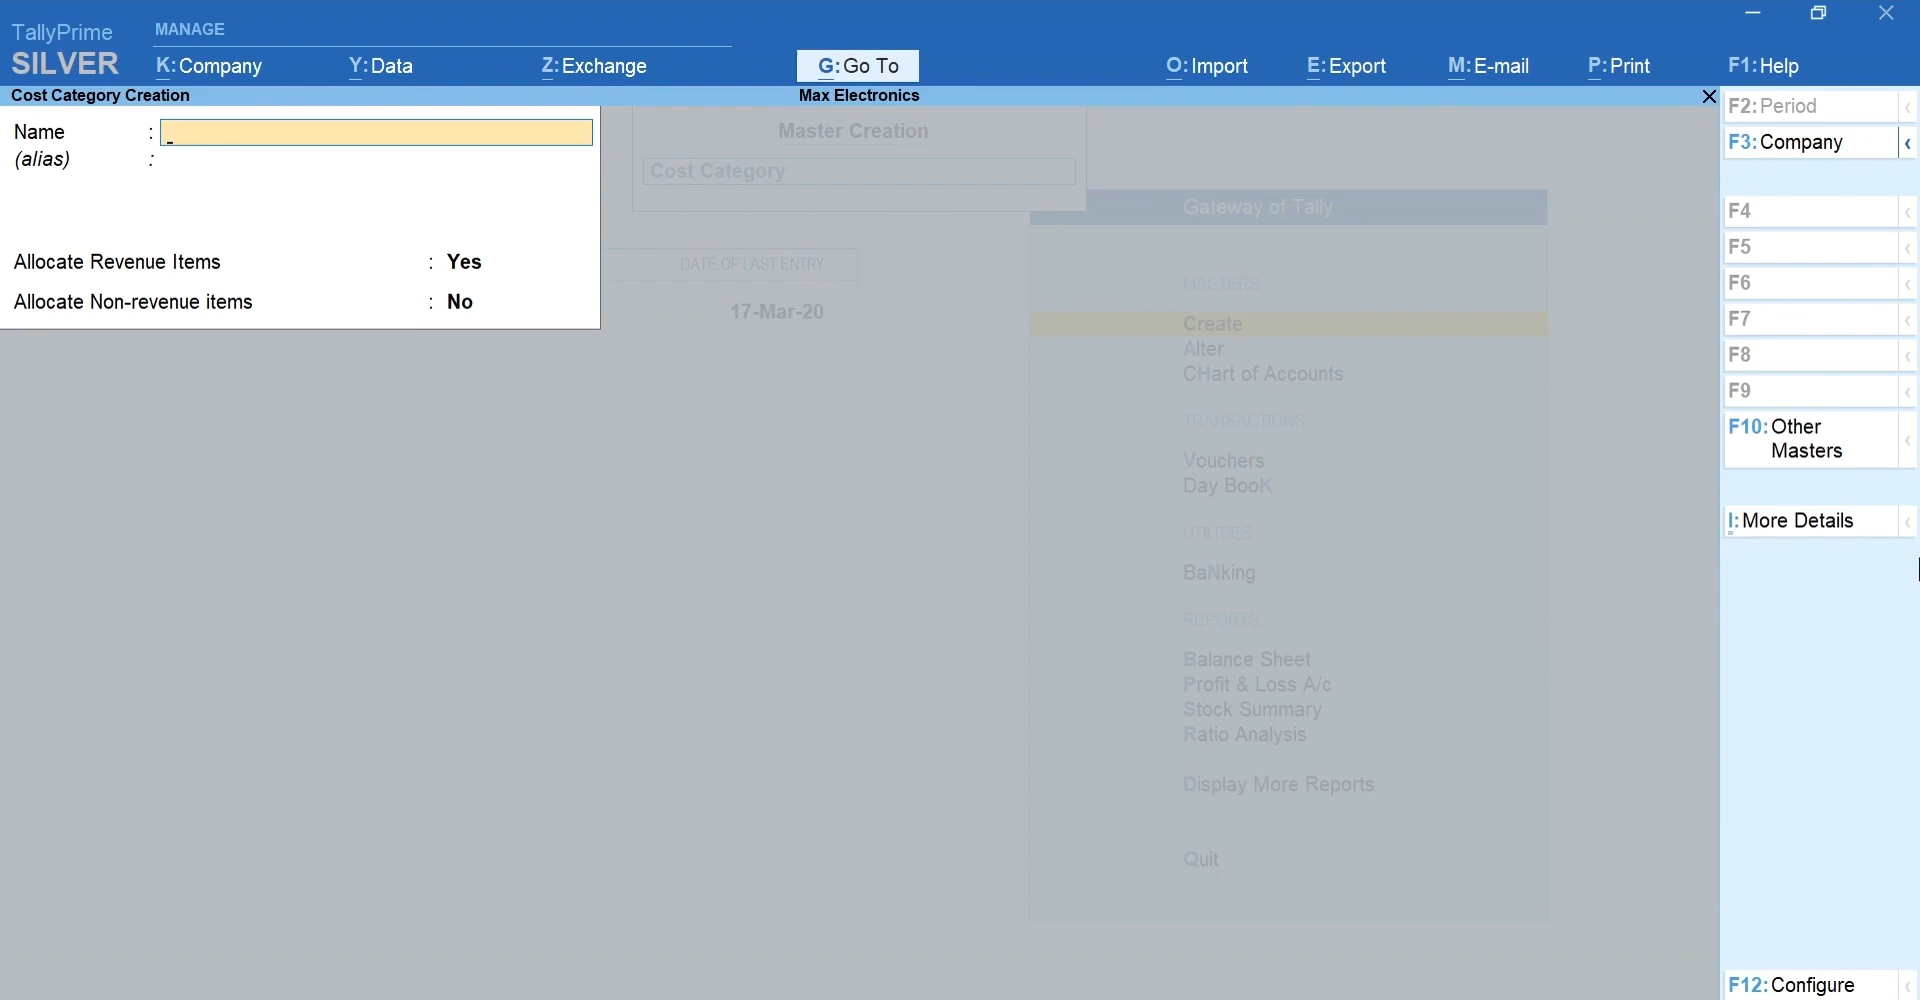 TallyPrime
SILVER
MANAGE
K:Company
Y:Data
Z:Exchange
G:Go To
O:Import
E:Export
M:E-mail
P:Print
F1:Help
Cost Category Creation
Max Electronics
Name :
(alias) :
Allocate Revenue Items : Yes
Allocate Non-revenue items : No
Master Creation
Cost Category
DATE OF LAST ENTRY
17-Mar-20
Gateway of Tally
MASTERS
Create
Alter
CHart of Accounts
TRANSACTIONS
Vouchers
Day BooK
UTILITIES
BaNking
REPORTS
Balance Sheet
Profit & Loss A/c
Stock Summary
Ratio Analysis
Display More Reports
Quit
F2:Period
F3:Company
F4
F5
F6
F7
F8
F9
F10:Other
Masters
I:More Details
F12:Configure